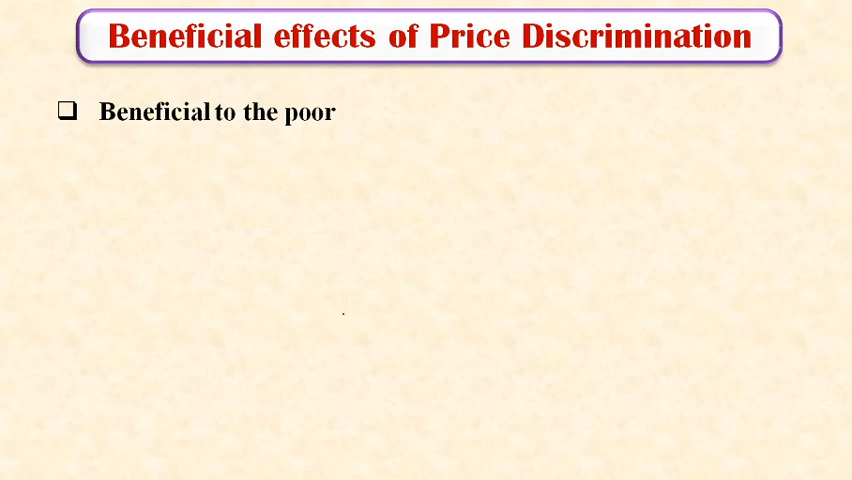 Beneficial effects of Price Discrimination
❑ Beneficial to the poor